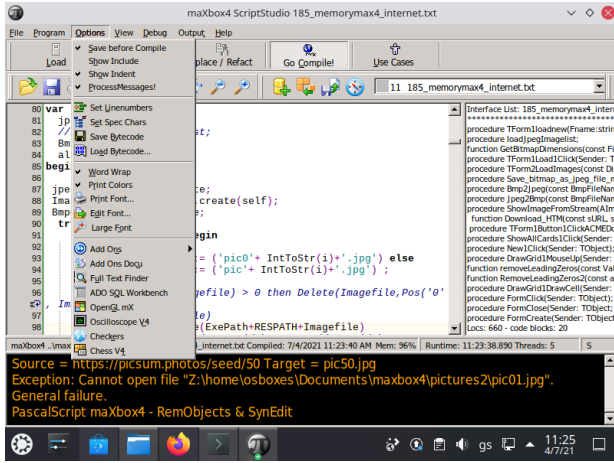 maXbox4 ScriptStudio 185_memorymax4_internet.txt
File Program Options View Debug Output Help
Load
place / Refact
Go Compile!
Use Cases
11 185_memorymax4_internet.txt
Save before Compile
Show Include
Show Indent
ProcessMessages!
Set Linenumbers
Set Spec Chars
Save Bytecode
Load Bytecode...
Word Wrap
Print Colors
Print Font...
Edit Font...
Large Font
Add Ons
Add Ons Docu
Full Text Finder
ADO SQL Workbench
OpenGL mX
Oscilloscope V4
Checkers
Chess V4
80 var
81 jp
82 // st;
83 Bm
84 al
85 begi
86
87 jpe te;
88 Ima .create(self);
89 Bmp e;
90 tr
91 egin
92
93 := ('pic0'+ IntToStr(i)+'.jpg') else
94 := ('pic'+ IntToStr(i)+'.jpg') ;
95
96 gefile) > 0 then Delete(Imagefile,Pos('0'
, Im
97 le)
98 e(ExePath+RESPATH+Imagefile)
Interface List: 185_memorymax4_intern
procedure TForm1loadnew(Fname:strin
procedure loadJpegImagelist;
function GetBitmapDimensions(const Fi
procedure TForm1Load1Click(Sender: T
procedure TForm2LoadImages(const Di
procedure Save_bitmap_as_jpeg_file_m
procedure Bmp2Jpeg(const BmpFileNam
procedure Jpeg2Bmp(const BmpFileNam
procedure ShowImageFromStream(AIm
function Download_HTM(const sURL, s
procedure TForm1Button1ClickACMEDo
procedure ShowAllCards1Click(Sender:
procedure New1Click(Sender: TObject);
procedure DrawGrid1MouseUp(Sender:
function removeLeadingZeros(const Val
function RemoveLeadingZeros2(const a
procedure DrawGrid1DrawCell(Sender:
procedure FormClick(Sender: TObject);
procedure FormClose(Sender: TObject;
procedure FormCreate(Sender: TObject
Locs: 660 - code blocks: 20
maXbox4 ..\max
_internet.txt Compiled: 7/4/2021 11:23:40 AM Mem: 96% Runtime: 11:23:38.890 Threads: 5 S
Source = https://picsum.photos/seed/50 Target = pic50.jpg
Exception: Cannot open file "Z:\home\osboxes\Documents\maxbox4\pictures2\pic01.jpg".
General failure.
PascalScript maXbox4 - RemObjects & SynEdit
gs
11:25
4/7/21